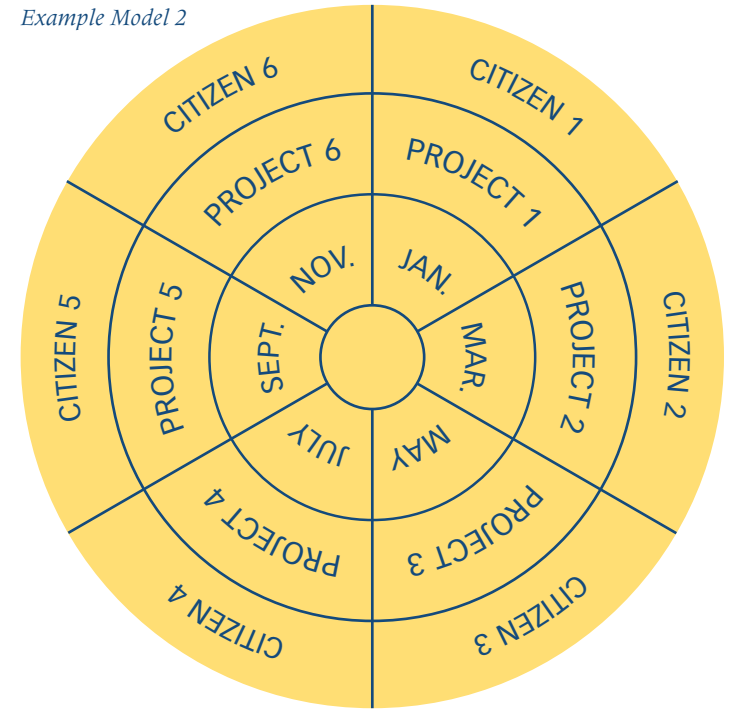 Example Model 2
CITIZEN 1
CITIZEN 2
CITIZEN 3
CITIZEN 4
CITIZEN 5
CITIZEN 6
PROJECT 1
PROJECT 2
PROJECT 3
PROJECT 4
PROJECT 5
PROJECT 6
JAN.
MAR.
MAY
JULY
SEPT.
NOV.